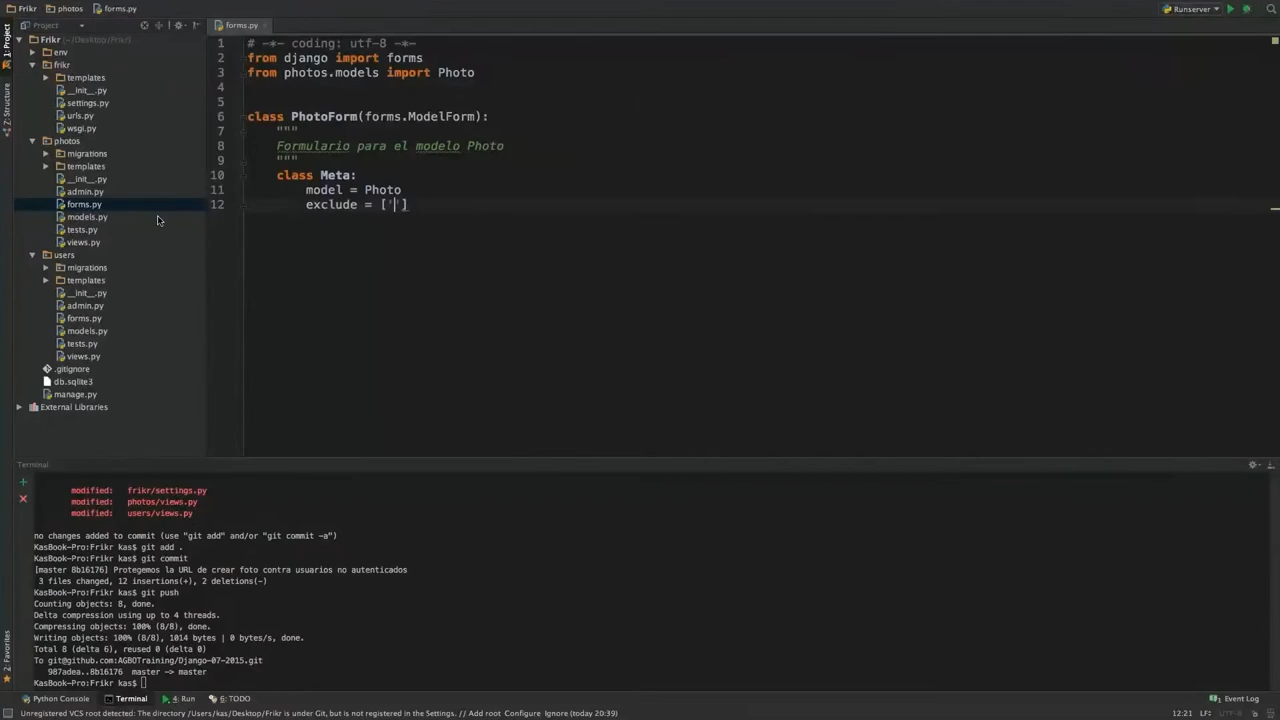 Frikr photos forms.py Runserver
Project forms.py
1: Project
Z: Structure
2: Favorites
Frikr (~/Desktop/Frikr)
env
frikr
templates
__init__.py
settings.py
urls.py
wsgi.py
photos
migrations
templates
__init__.py
admin.py
forms.py
models.py
tests.py
views.py
users
migrations
templates
__init__.py
admin.py
forms.py
models.py
tests.py
views.py
.gitignore
db.sqlite3
manage.py
External Libraries
1 # -*- coding: utf-8 -*-
2 from django import forms
3 from photos.models import Photo
4
5
6 class PhotoForm(forms.ModelForm):
7 """
8 Formulario para el modelo Photo
9 """
10 class Meta:
11 model = Photo
12 exclude = ['']
Terminal
modified: frikr/settings.py
modified: photos/views.py
modified: users/views.py
no changes added to commit (use "git add" and/or "git commit -a")
KasBook-Pro:Frikr kas$ git add .
KasBook-Pro:Frikr kas$ git commit
[master 8b16176] Protegemos la URL de crear foto contra usuarios no autenticados
3 files changed, 12 insertions(+), 2 deletions(-)
KasBook-Pro:Frikr kas$ git push
Counting objects: 8, done.
Delta compression using up to 4 threads.
Compressing objects: 100% (8/8), done.
Writing objects: 100% (8/8), 1014 bytes | 0 bytes/s, done.
Total 8 (delta 6), reused 0 (delta 0)
To git@github.com:AGBOTraining/Django-07-2015.git
987adea..8b16176 master -> master
KasBook-Pro:Frikr kas$
Python Console Terminal 4: Run 6: TODO Event Log
Unregistered VCS root detected: The directory /Users/kas/Desktop/Frikr is under Git, but is not registered in the Settings. // Add root Configure Ignore (today 20:39) 12:21 LF÷ UTF-8